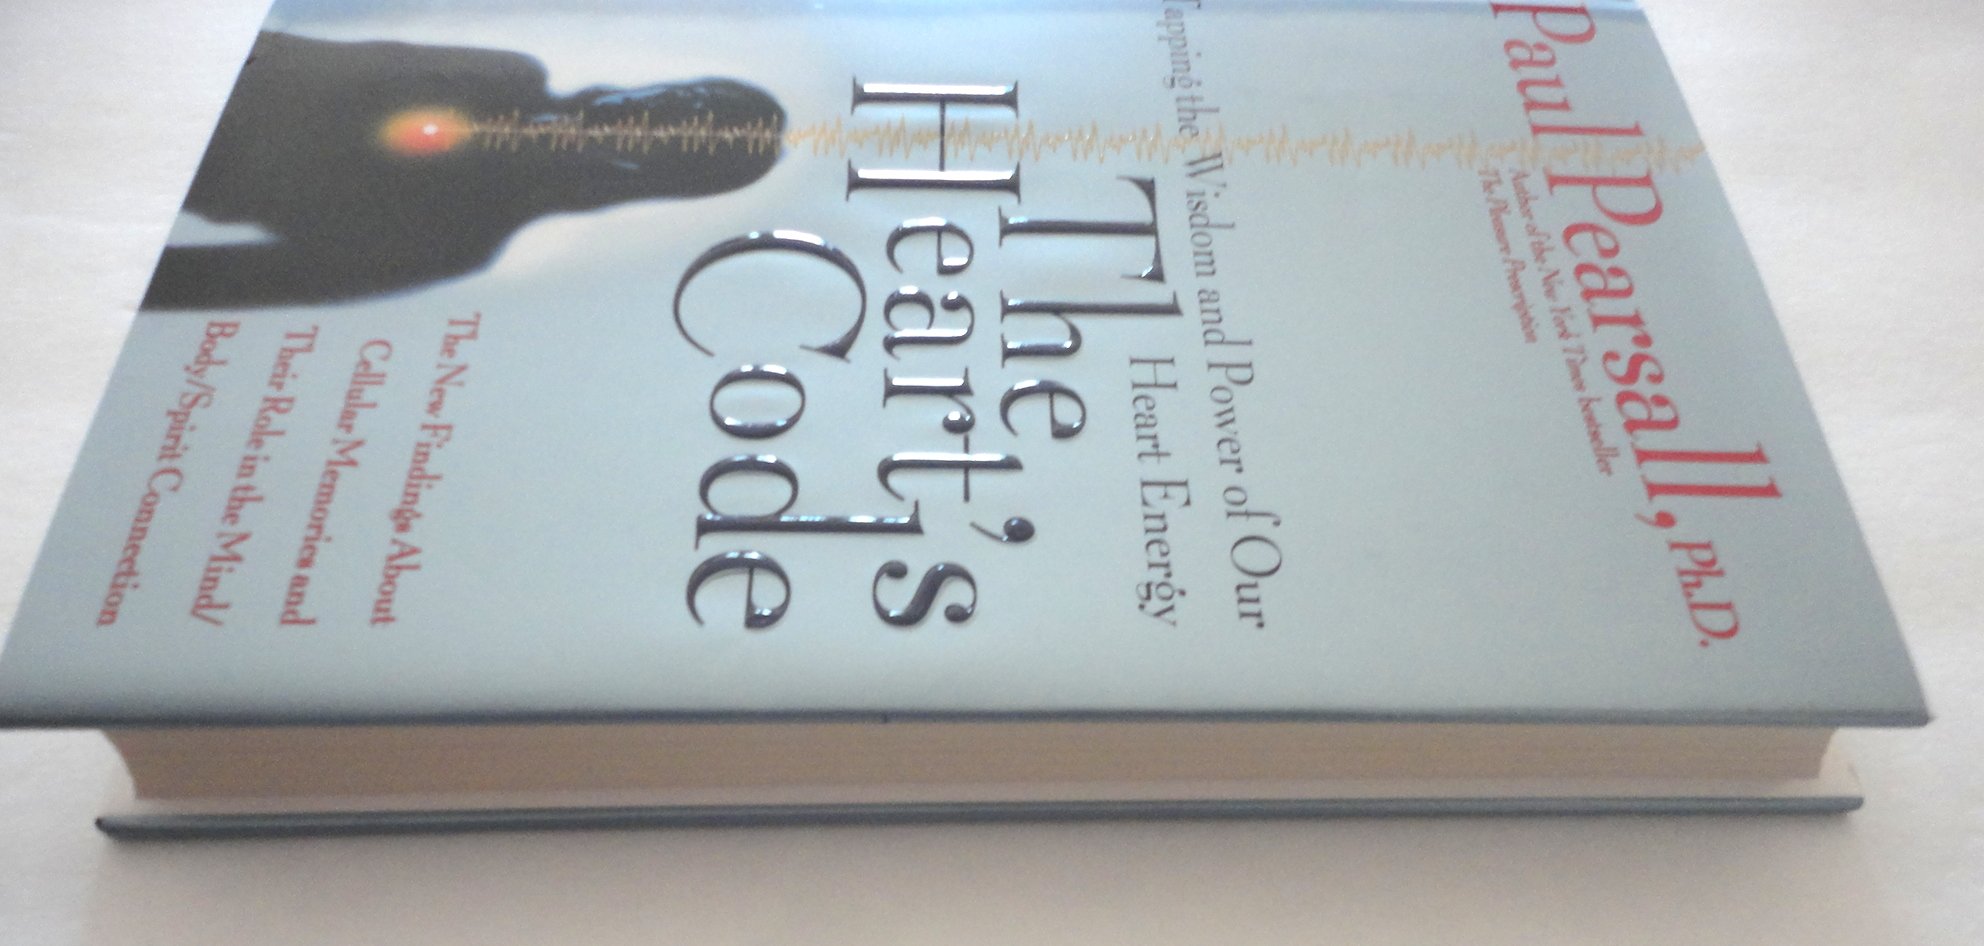 Paul Pearsall, Ph.D.
Author of the New York Times bestseller
The Pleasure Prescription
Tapping the Wisdom and Power of Our
Heart Energy
The
Heart's
Code
The New Findings About
Cellular Memories and
Their Role in the Mind/
Body/Spirit Connection